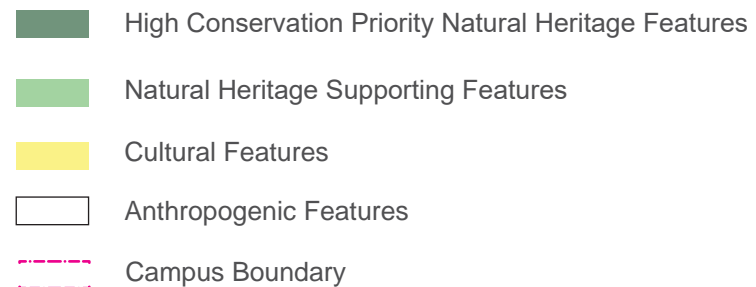 High Conservation Priority Natural Heritage Features
Natural Heritage Supporting Features
Cultural Features
Anthropogenic Features
Campus Boundary